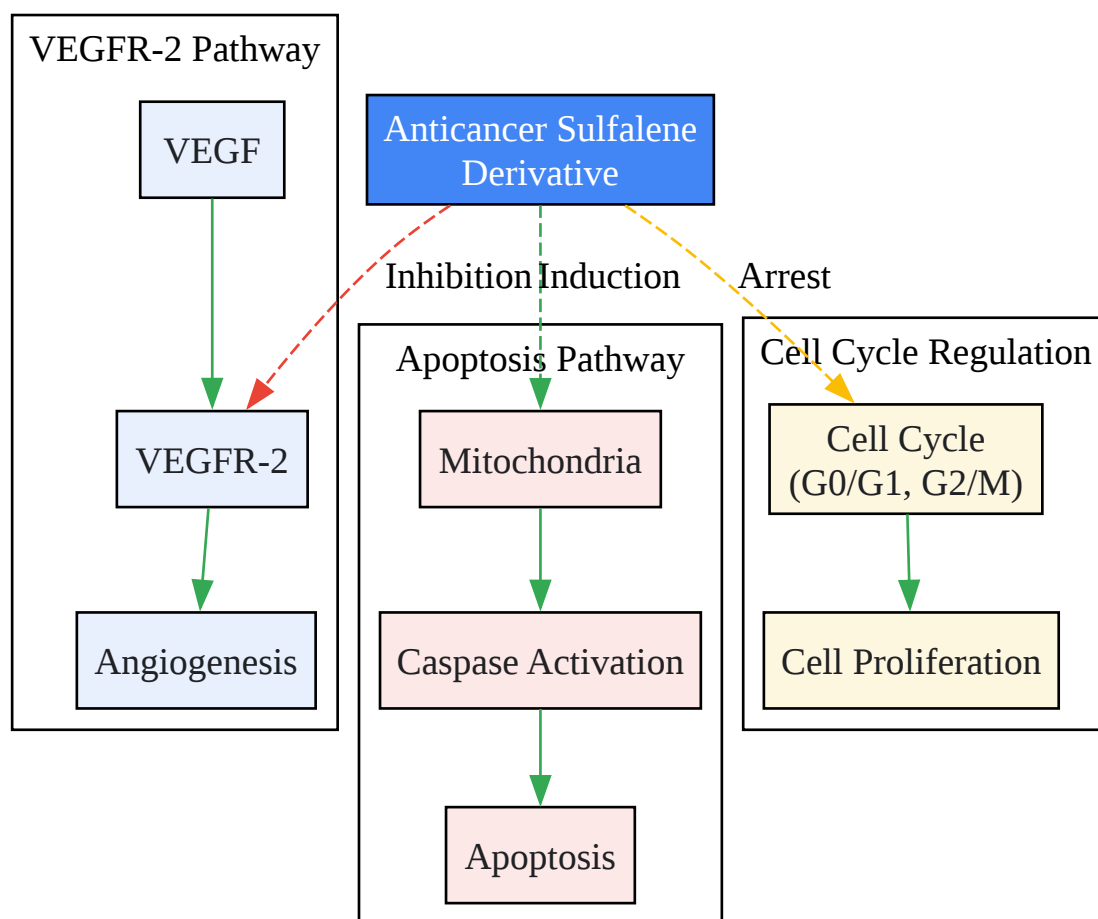 VEGFR-2 Pathway
VEGF
Anticancer Sulfalene
Derivative
Inhibition
Induction
Arrest
VEGFR-2
Angiogenesis
Apoptosis Pathway
Mitochondria
Caspase Activation
Apoptosis
Cell Cycle Regulation
Cell Cycle
(G0/G1, G2/M)
Cell Proliferation